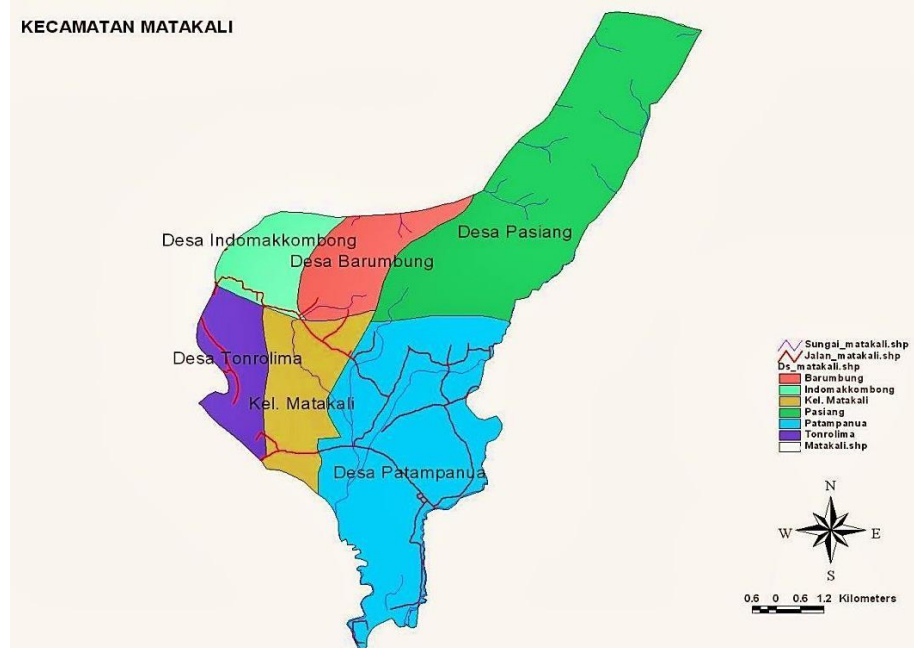 KECAMATAN MATAKALI
Desa Indomakkombong
Desa Pasiang
Desa Barumbung
Desa Tonrolima
Kel. Matakali
Desa Patampanua
Sungai_matakali.shp
Jalan_matakali.shp
Ds_matakali.shp
Barumbung
Indomakkombong
Kel. Matakali
Pasiang
Patampanua
Tonrolima
Matakali.shp
N
W E
S
0.6 0 0.6 1.2 Kilometers